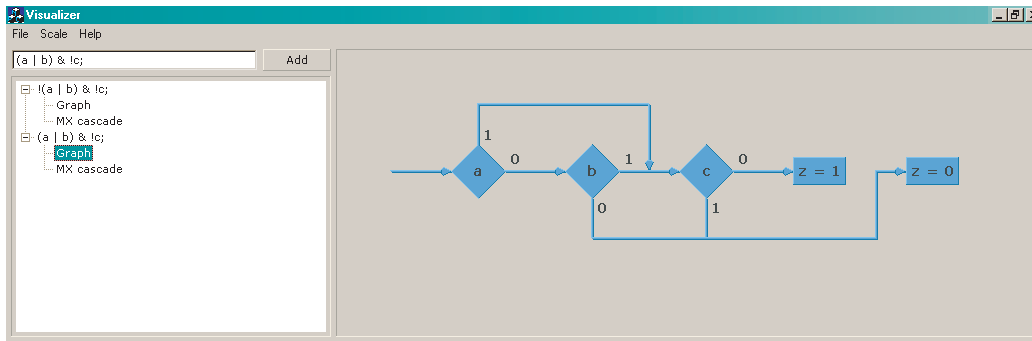 Visualizer
File Scale Help
(a | b) & !c;
Add
!(a | b) & !c;
Graph
MX cascade
(a | b) & !c;
Graph
MX cascade
1
0
1
0
a
b
c
z = 1
z = 0
0
1